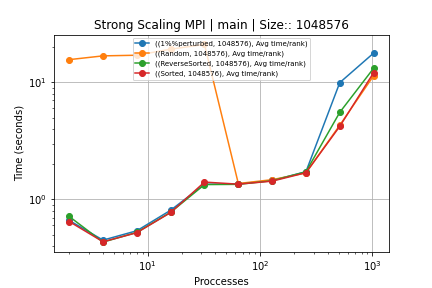 Strong Scaling MPI | main | Size:: 1048576
((1%%perturbed, 1048576), Avg time/rank)
((Random, 1048576), Avg time/rank)
((ReverseSorted, 1048576), Avg time/rank)
((Sorted, 1048576), Avg time/rank)
Time (seconds)
10¹
10⁰
10¹
10²
10³
Proccesses